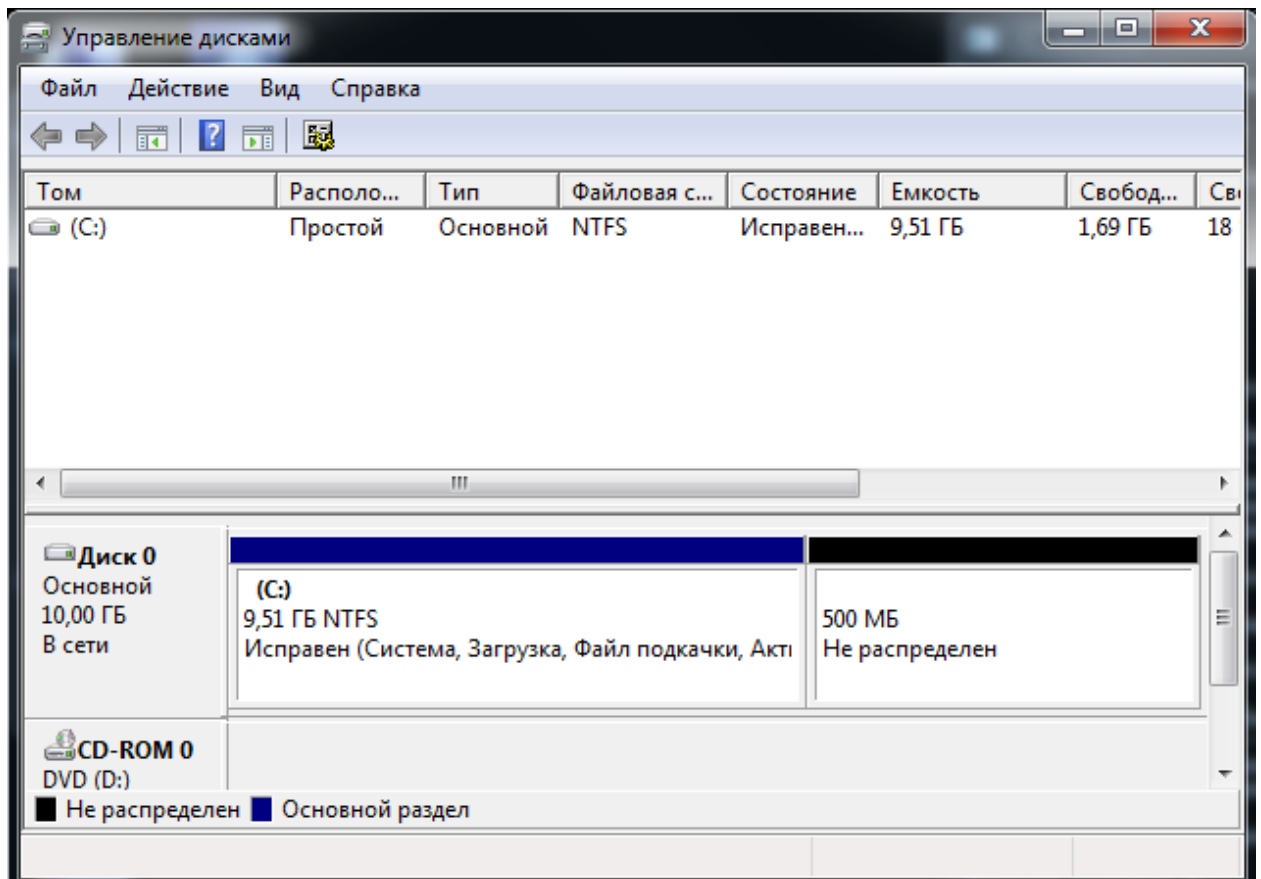 Управление дисками
Файл Действие Вид Справка
Том Располо... Тип Файловая с... Состояние Емкость Свобод... Сво
(C:) Простой Основной NTFS Исправен... 9,51 ГБ 1,69 ГБ 18
Диск 0
Основной
10,00 ГБ
В сети
(C:)
9,51 ГБ NTFS
Исправен (Система, Загрузка, Файл подкачки, Акти
500 МБ
Не распределен
CD-ROM 0
DVD (D:)
Не распределен Основной раздел